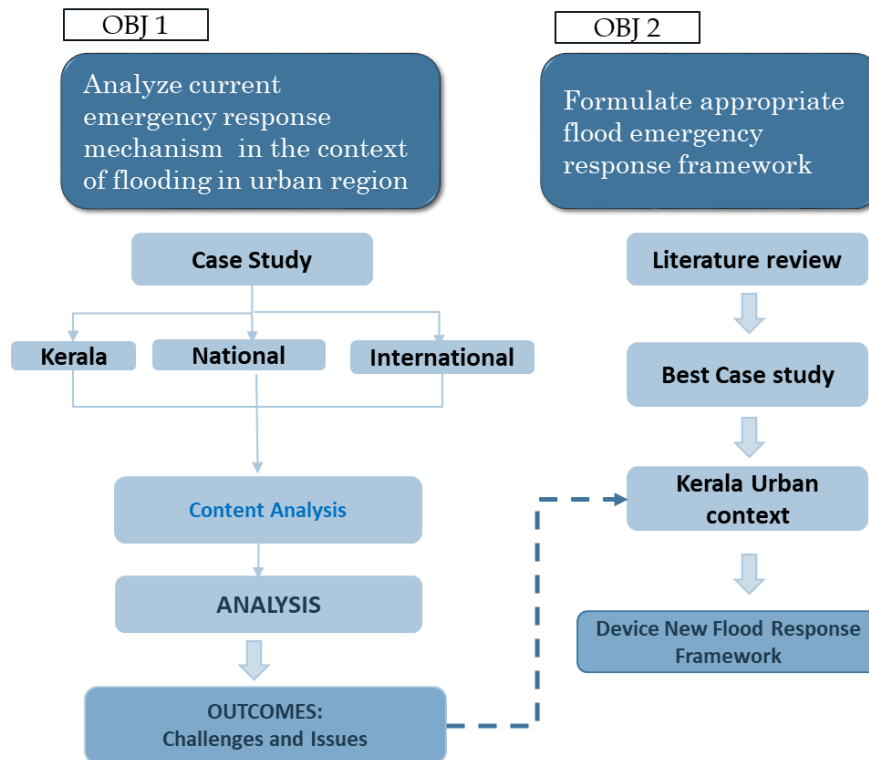 OBJ 1
Analyze current
emergency response
mechanism in the context
of flooding in urban region
Case Study
Kerala
National
International
Content Analysis
ANALYSIS
OUTCOMES:
Challenges and Issues
OBJ 2
Formulate appropriate
flood emergency
response framework
Literature review
Best Case study
Kerala Urban
context
Device New Flood Response
Framework